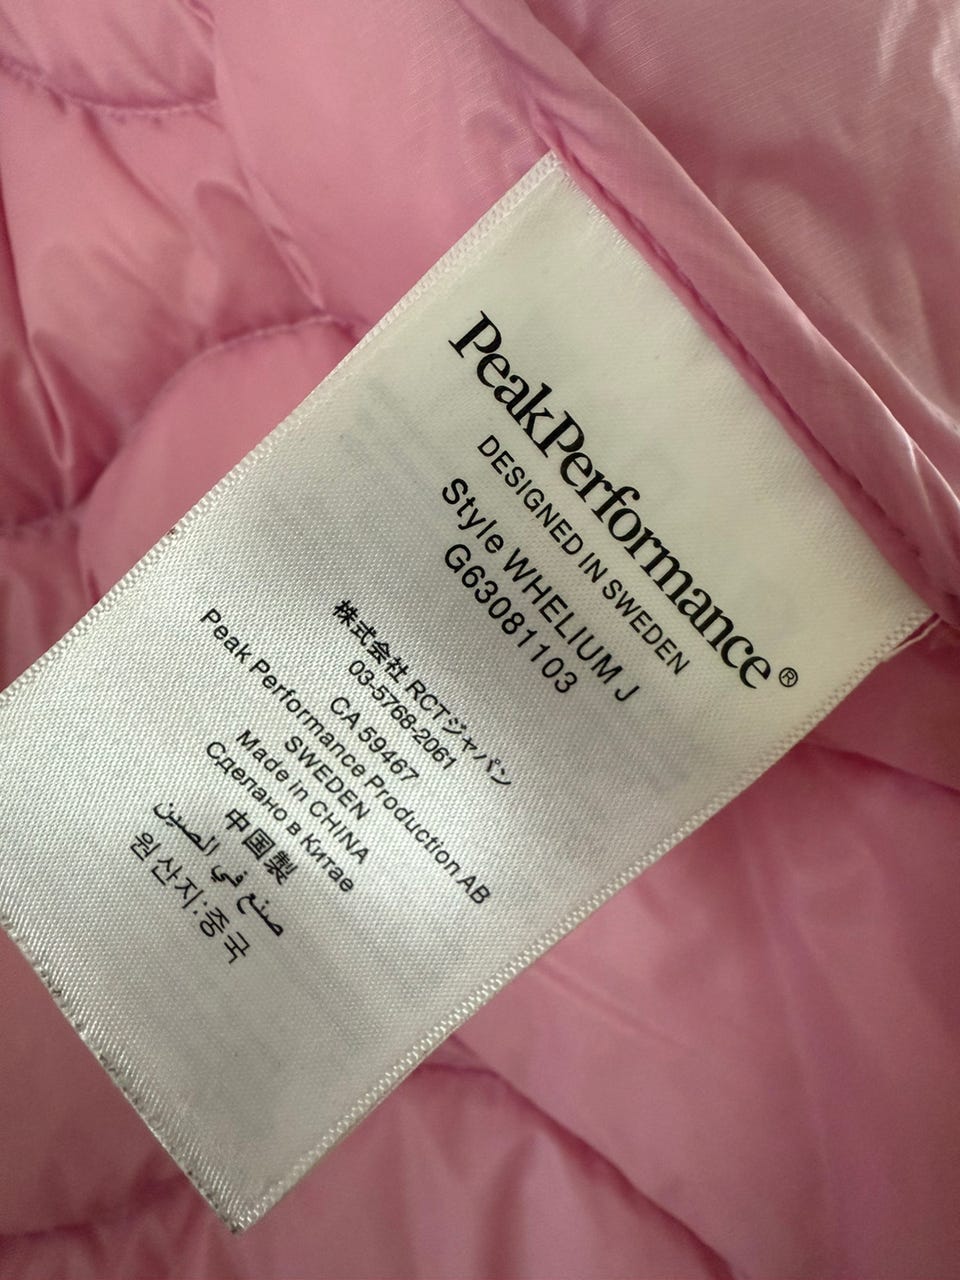 PeakPerformance®
DESIGNED IN SWEDEN
Style WHELIUM J
G63081103
株式会社 RCTジャパン
03-5768-2061
CA 59467
Peak Performance Production AB
SWEDEN
Made in CHINA
Сделано в Китае
中国製
صنع في الصين
원산지:중국